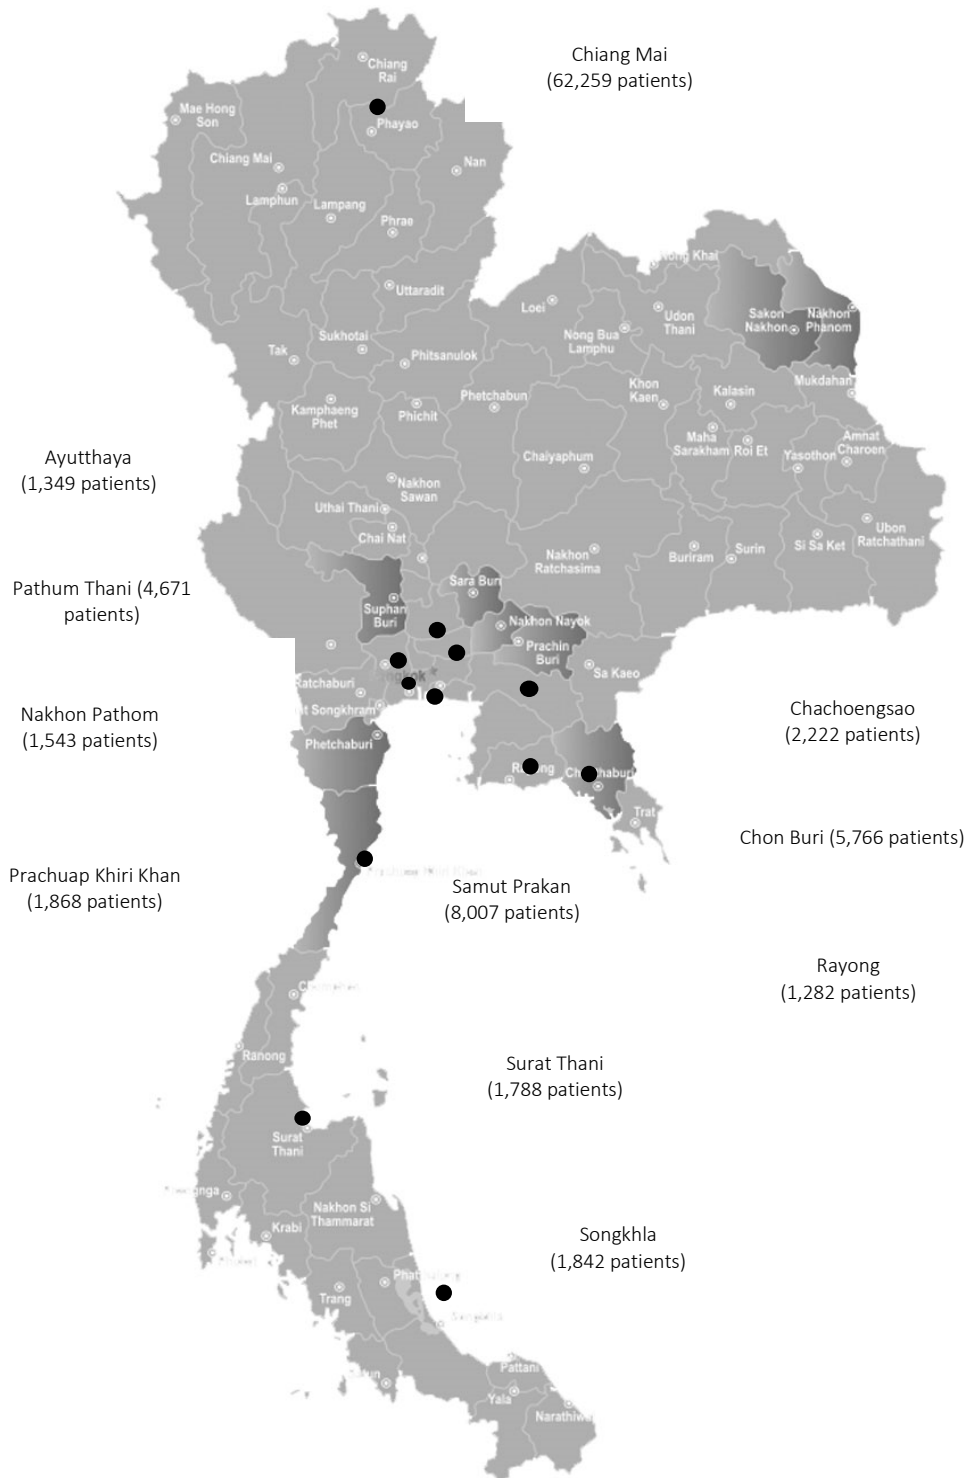 Chiang Mai
(62,259 patients)
Chiang
Rai
Mae Hong
Son
Phayao
Chiang Mai
Nan
Lamphun
Lampang
Phrae
Nong Khai
Uttaradit
Loei
Udon
Thani
Sakon
Nakhon
Nakhon
Phanom
Nong Bua
Lamphu
Sukhotai
Tak
Phitsanulok
Khon
Kaen
Kalasin
Mukdahan
Phetchabun
Kamphaeng
Phet
Phichit
Maha
Sarakham
Roi Et
Amnat
Charoen
Yasothon
Chaiyaphum
Ayutthaya
(1,349 patients)
Nakhon
Sawan
Uthai Thani
Chai Nat
Ubon
Ratchathani
Si Sa Ket
Surin
Buriram
Nakhon
Ratchasima
Pathum Thani (4,671
patients)
Sara Buri
Suphan
Buri
Nakhon Nayok
Prachin
Buri
Sa Kaeo
Ratchaburi
Songkhram
Nakhon Pathom
(1,543 patients)
Chachoengsao
(2,222 patients)
Phetchaburi
Trat
Chon Buri (5,766 patients)
Prachuap Khiri Khan
(1,868 patients)
Samut Prakan
(8,007 patients)
Rayong
(1,282 patients)
Ranong
Surat Thani
(1,788 patients)
Surat
Thani
Nakhon Si
Thammarat
Krabi
Songkhla
(1,842 patients)
Trang
Pattani
Yala